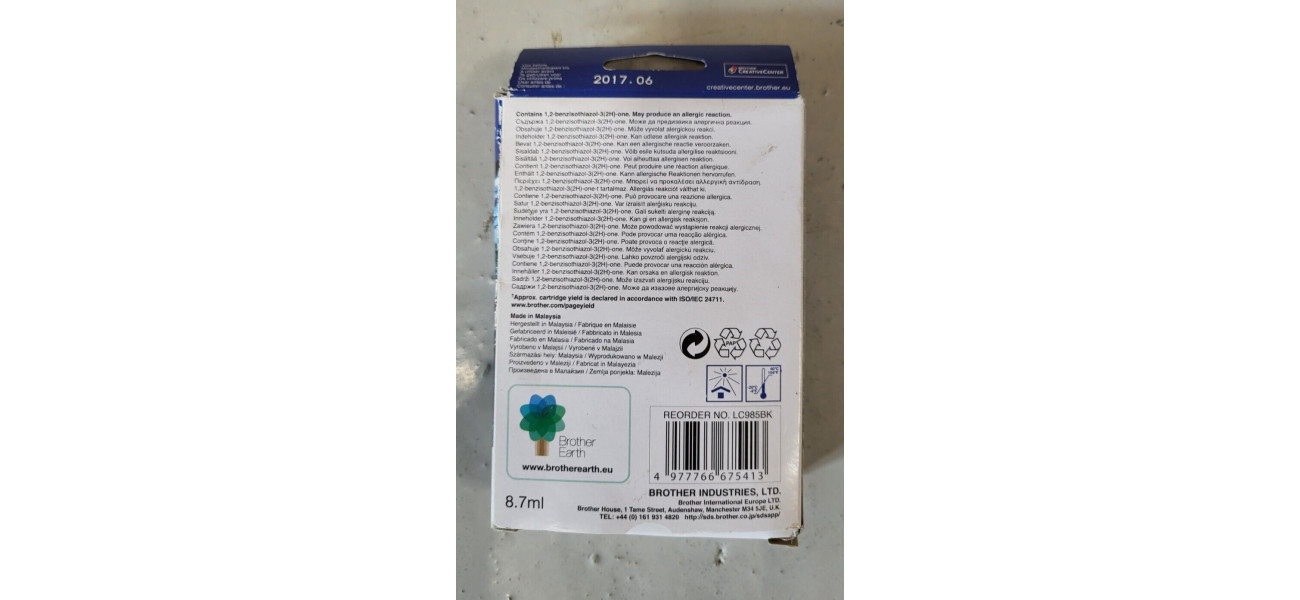 2017.06
CREATIVECENTER
creativecenter.brother.eu
Contains 1,2-benzisothiazol-3(2H)-one. May produce an allergic reaction.
Съдържа 1,2-benzisothiazol-3(2H)-one. Може да предизвика алергична реакция.
Obsahuje 1,2-benzisothiazol-3(2H)-one. Může vyvolat alergickou reakci.
Indeholder 1,2-benzisothiazol-3(2H)-one. Kan udløse allergisk reaktion.
Bevat 1,2-benzisothiazol-3(2H)-one. Kan een allergische reactie veroorzaken.
Sisaldab 1,2-benzisothiazol-3(2H)-one. Võib esile kutsuda allergilise reaktsiooni.
Sisältää 1,2-benzisothiazol-3(2H)-one. Voi aiheuttaa allergisen reaktion.
Contient 1,2-benzisothiazol-3(2H)-one. Peut produire une réaction allergique.
Enthält 1,2-benzisothiazol-3(2H)-one. Kann allergische Reaktionen hervorrufen.
Περιέχει 1,2-benzisothiazol-3(2H)-one. Μπορεί να προκαλέσει αλλεργική αντίδραση.
1,2-benzisothiazol-3(2H)-one-t tartalmaz. Allergiás reakciót válthat ki.
Contiene 1,2-benzisothiazol-3(2H)-one. Può provocare una reazione allergica.
Satur 1,2-benzisothiazol-3(2H)-one. Var izraisīt alerģisku reakciju.
Sudėtyje yra 1,2-benzisothiazol-3(2H)-one. Gali sukelti alerginę reakciją.
Inneholder 1,2-benzisothiazol-3(2H)-one. Kan gi en allergisk reaksjon.
Zawiera 1,2-benzisothiazol-3(2H)-one. Może powodować wystąpienie reakcji alergicznej.
Contém 1,2-benzisothiazol-3(2H)-one. Pode provocar uma reacção alérgica.
Conţine 1,2-benzisothiazol-3(2H)-one. Poate provoca o reacţie alergică.
Obsahuje 1,2-benzisothiazol-3(2H)-one. Môže vyvolať alergickú reakciu.
Vsebuje 1,2-benzisothiazol-3(2H)-one. Lahko povzroči alergijski odziv.
Contiene 1,2-benzisothiazol-3(2H)-one. Puede provocar una reacción alérgica.
Innehåller 1,2-benzisothiazol-3(2H)-one. Kan orsaka en allergisk reaktion.
Sadrži 1,2-benzisothiazol-3(2H)-one. Može izazvati alergijsku reakciju.
Садржи 1,2-benzisothiazol-3(2H)-one. Може да изазове алергијску реакцију.
†Approx. cartridge yield is declared in accordance with ISO/IEC 24711.
www.brother.com/pageyield
Made in Malaysia
Hergestellt in Malaysia / Fabrique en Malaisie
Gefabriceerd in Maleisië / Fabbricato in Malesia
Fabricado en Malasia / Fabricado na Malasia
Vyrobeno v Malajsii / Vyrobené v Malajzii
Származási hely: Malaysia / Wyprodukowano w Malezji
Proizvedeno v Maleziji / Fabricat in Malayezia
Произведена в Малайзии / Zemlja porijekla: Malezija
PAP
Brother
Earth
www.brotherearth.eu
REORDER NO. LC985BK
4 977766 675413
8.7ml
BROTHER INDUSTRIES, LTD.
Brother International Europe LTD.
Brother House, 1 Tame Street, Audenshaw, Manchester M34 5JE, U.K.
TEL: +44 (0) 161 931 4820 http://sds.brother.co.jp/sdsapp/